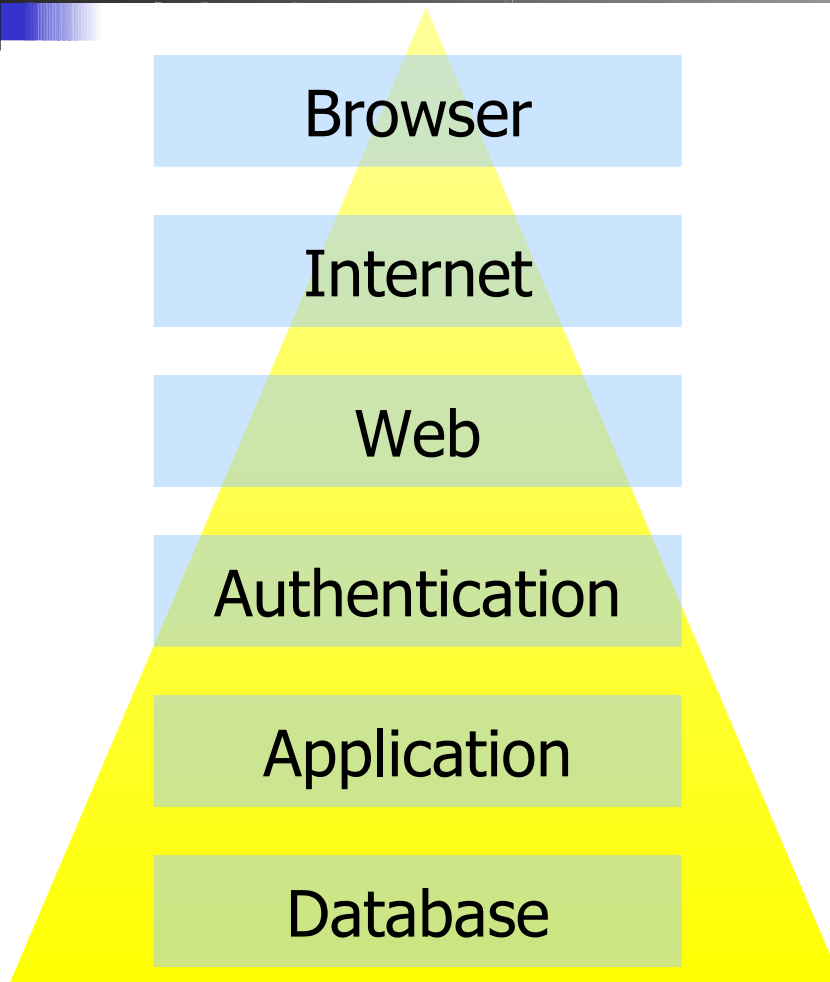 Browser
Internet
Web
Authentication
Application
Database